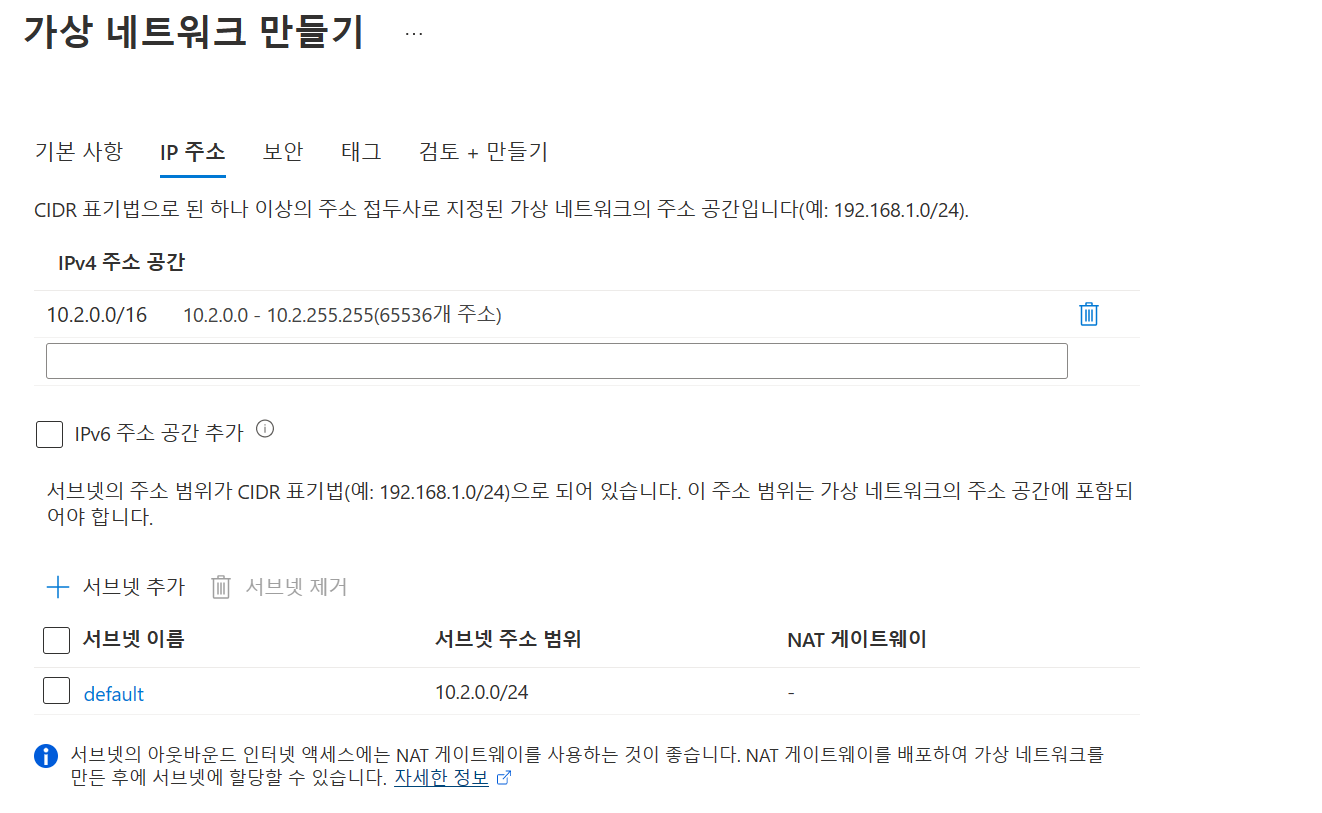 가상 네트워크 만들기 ...
기본 사항 IP 주소 보안 태그 검토 + 만들기
CIDR 표기법으로 된 하나 이상의 주소 접두사로 지정된 가상 네트워크의 주소 공간입니다(예: 192.168.1.0/24).
IPv4 주소 공간
10.2.0.0/16 10.2.0.0 - 10.2.255.255(65536개 주소)
IPv6 주소 공간 추가
서브넷의 주소 범위가 CIDR 표기법(예: 192.168.1.0/24)으로 되어 있습니다. 이 주소 범위는 가상 네트워크의 주소 공간에 포함되
어야 합니다.
서브넷 추가 서브넷 제거
서브넷 이름 서브넷 주소 범위 NAT 게이트웨이
default 10.2.0.0/24 -
서브넷의 아웃바운드 인터넷 액세스에는 NAT 게이트웨이를 사용하는 것이 좋습니다. NAT 게이트웨이를 배포하여 가상 네트워크를
만든 후에 서브넷에 할당할 수 있습니다. 자세한 정보